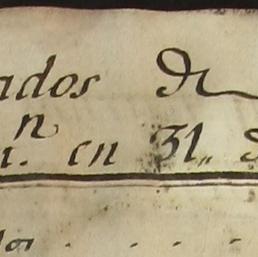 ados De
n
. en 31,, d